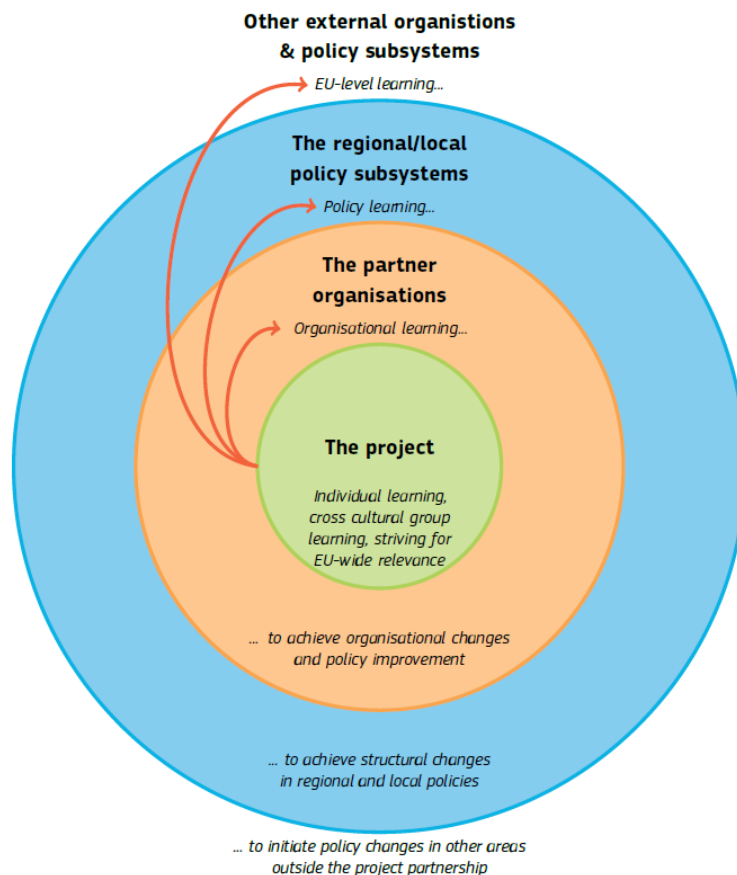 Other external organistions
& policy subsystems
EU-level learning...
The regional/local
policy subsystems
Policy learning...
The partner
organisations
Organisational learning...
The project
Individual learning,
cross cultural group
learning, striving for
EU-wide relevance
... to achieve organisational changes
and policy improvement
... to achieve structural changes
in regional and local policies
... to initiate policy changes in other areas
outside the project partnership